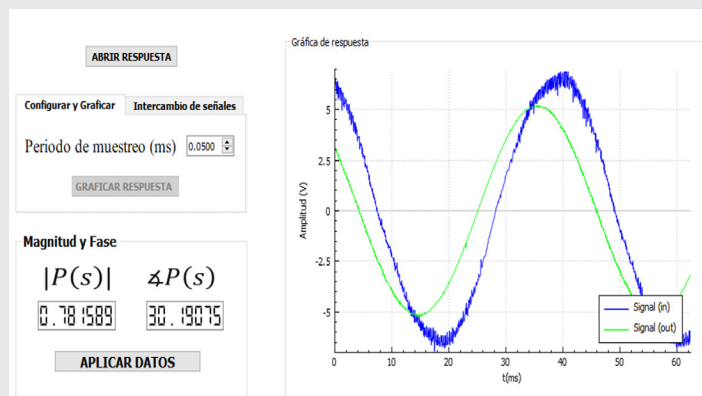 ABRIR RESPUESTA
Configurar y Graficar
Intercambio de señales
Periodo de muestreo (ms) 0.0500
GRAFICAR RESPUESTA
Magnitud y Fase
|P(s)| ∡P(s)
0.781589 30.19075
APLICAR DATOS
Gráfica de respuesta
Amplitud (V)
5
2.5
0
-2.5
-5
0 10 20 30 40 50 60
t(ms)
Signal (in)
Signal (out)